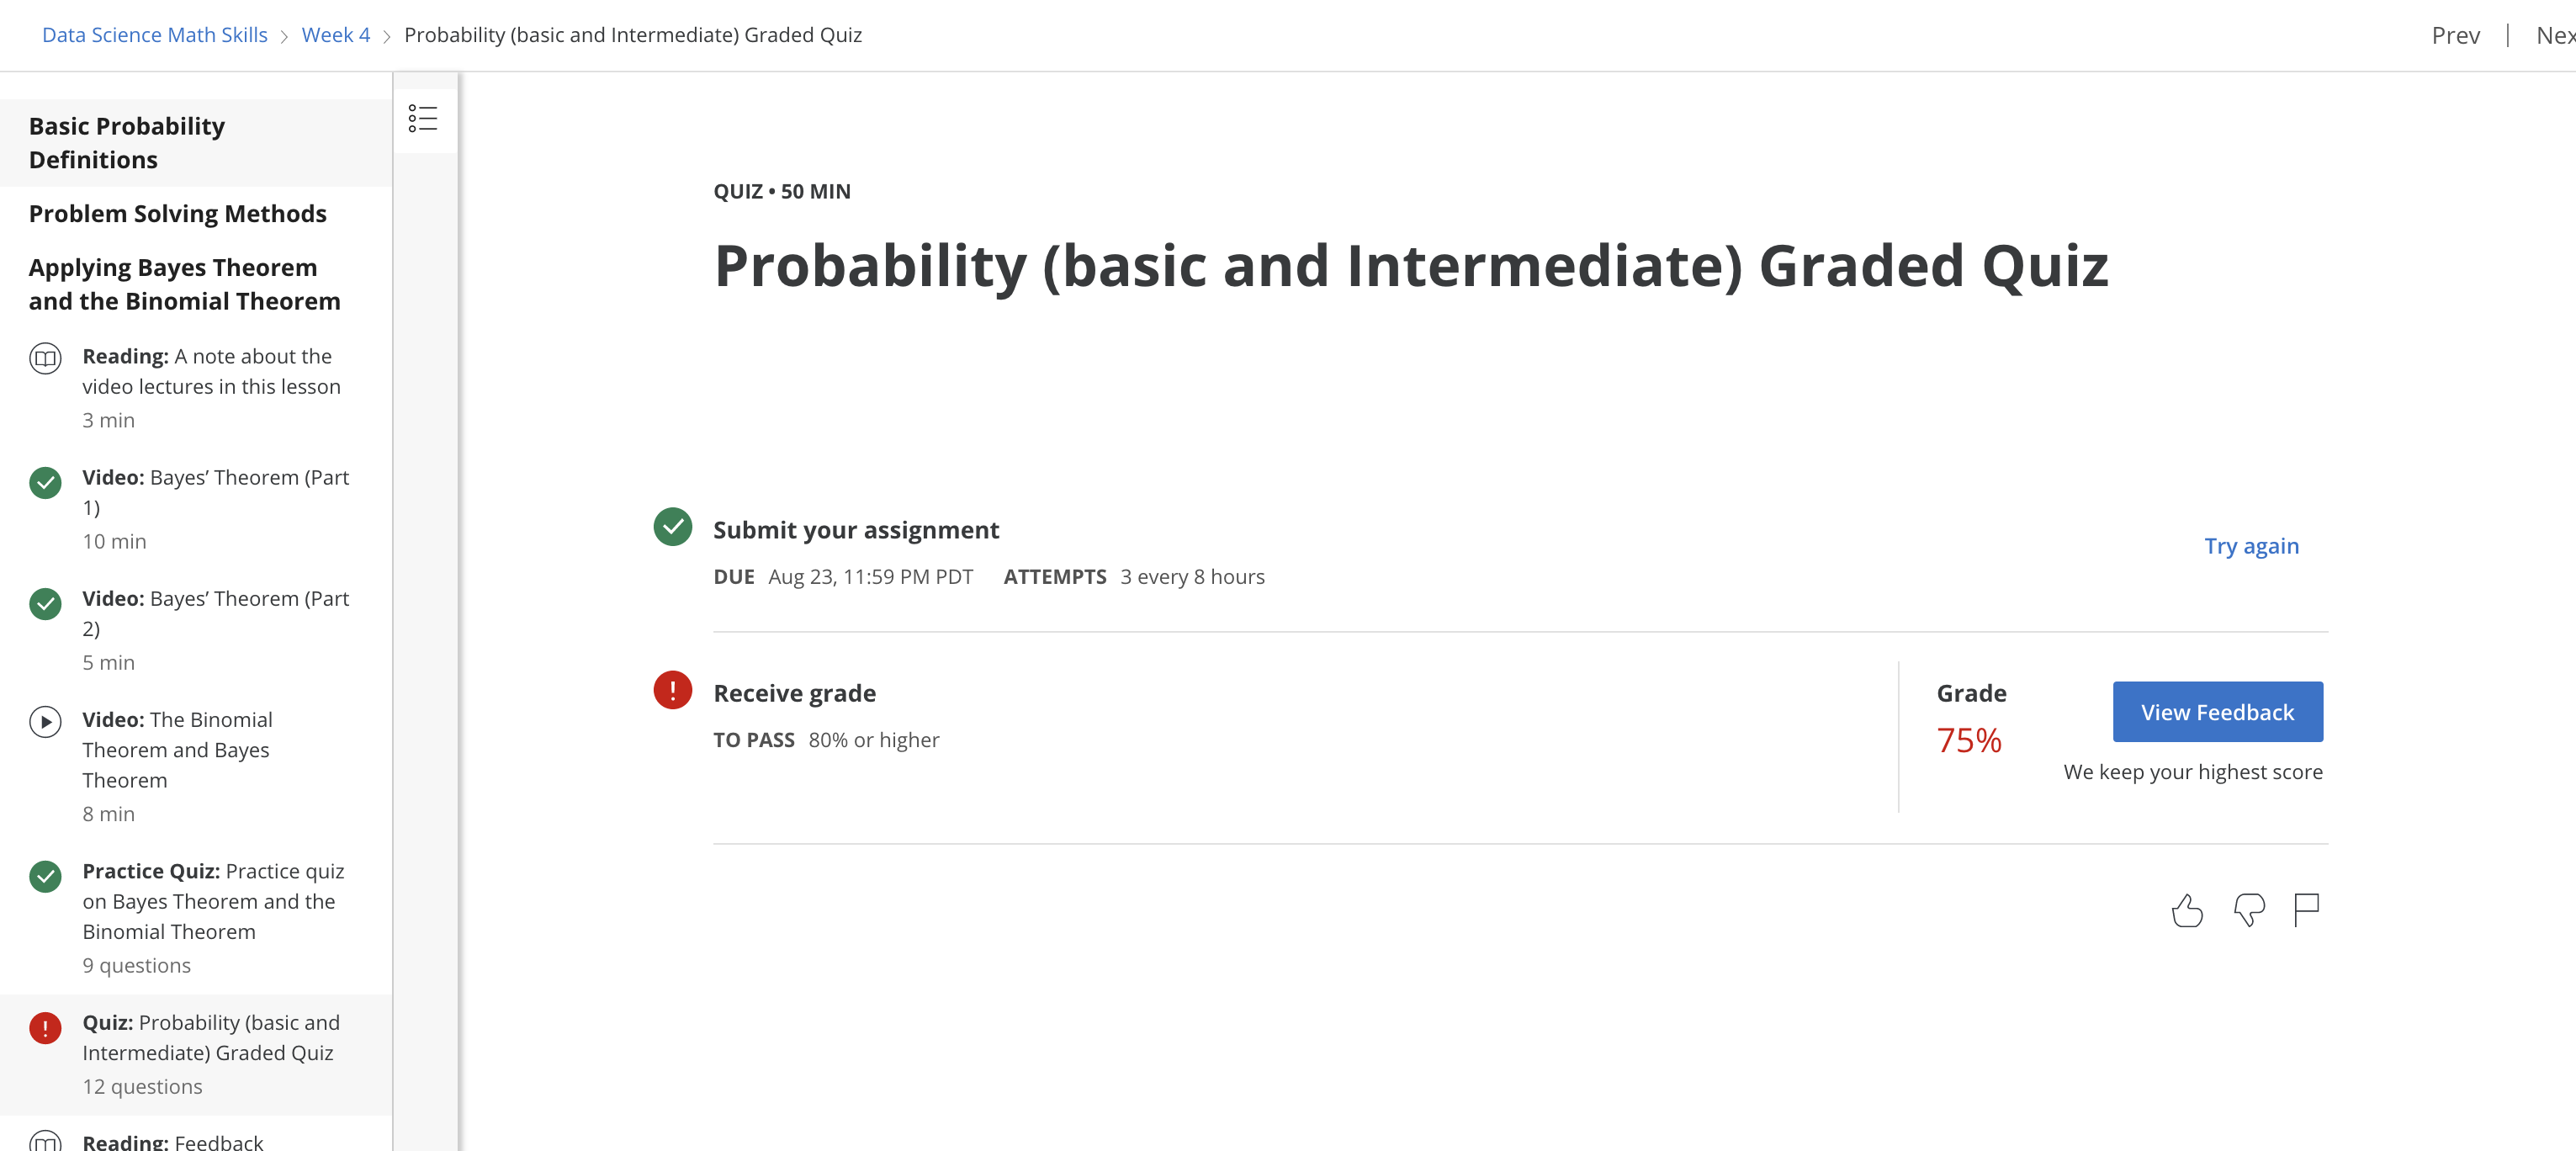 Data Science Math Skills > Week 4 > Probability (basic and Intermediate) Graded Quiz
Prev | Nex
Basic Probability
Definitions
Problem Solving Methods
Applying Bayes Theorem
and the Binomial Theorem
Reading: A note about the
video lectures in this lesson
3 min
Video: Bayes’ Theorem (Part
1)
10 min
Video: Bayes’ Theorem (Part
2)
5 min
Video: The Binomial
Theorem and Bayes
Theorem
8 min
Practice Quiz: Practice quiz
on Bayes Theorem and the
Binomial Theorem
9 questions
Quiz: Probability (basic and
Intermediate) Graded Quiz
12 questions
Reading: Feedback
QUIZ • 50 MIN
Probability (basic and Intermediate) Graded Quiz
Submit your assignment
DUE Aug 23, 11:59 PM PDT ATTEMPTS 3 every 8 hours
Try again
Receive grade
TO PASS 80% or higher
Grade
75%
View Feedback
We keep your highest score